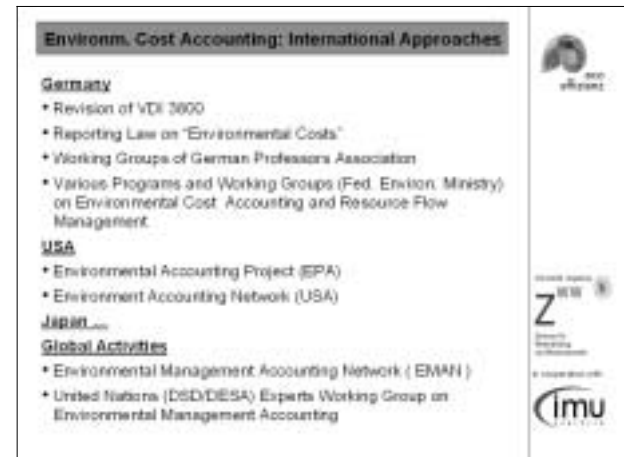 Environm. Cost Accounting: International Approaches
Germany
• Revision of VDI 3800
• Reporting Law on "Environmental Costs"
• Working Groups of German Professors Association
• Various Programs and Working Groups (Fed. Environ. Ministry)
on Environmental Cost Accounting and Resource Flow
Management
USA
• Environmental Accounting Project (EPA)
• Environment Accounting Network (USA)
Japan ...
Global Activities
• Environmental Management Accounting Network ( EMAN )
• United Nations (DSD/DESA) Experts Working Group on
Environmental Management Accounting
eco
efficient
Z
imu